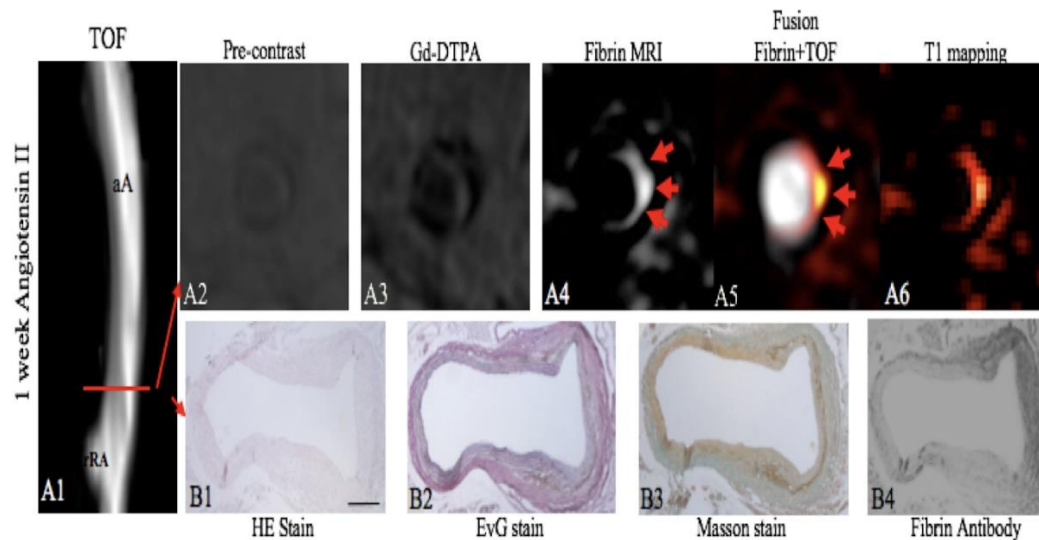 Fusion
TOF
Pre-contrast
Gd-DTPA
Fibrin MRI
Fibrin+TOF
T1 mapping
1 week Angiotensin II
aA
rRA
A1
A2
A3
A4
A5
A6
B1
B2
B3
B4
HE Stain
EvG stain
Masson stain
Fibrin Antibody